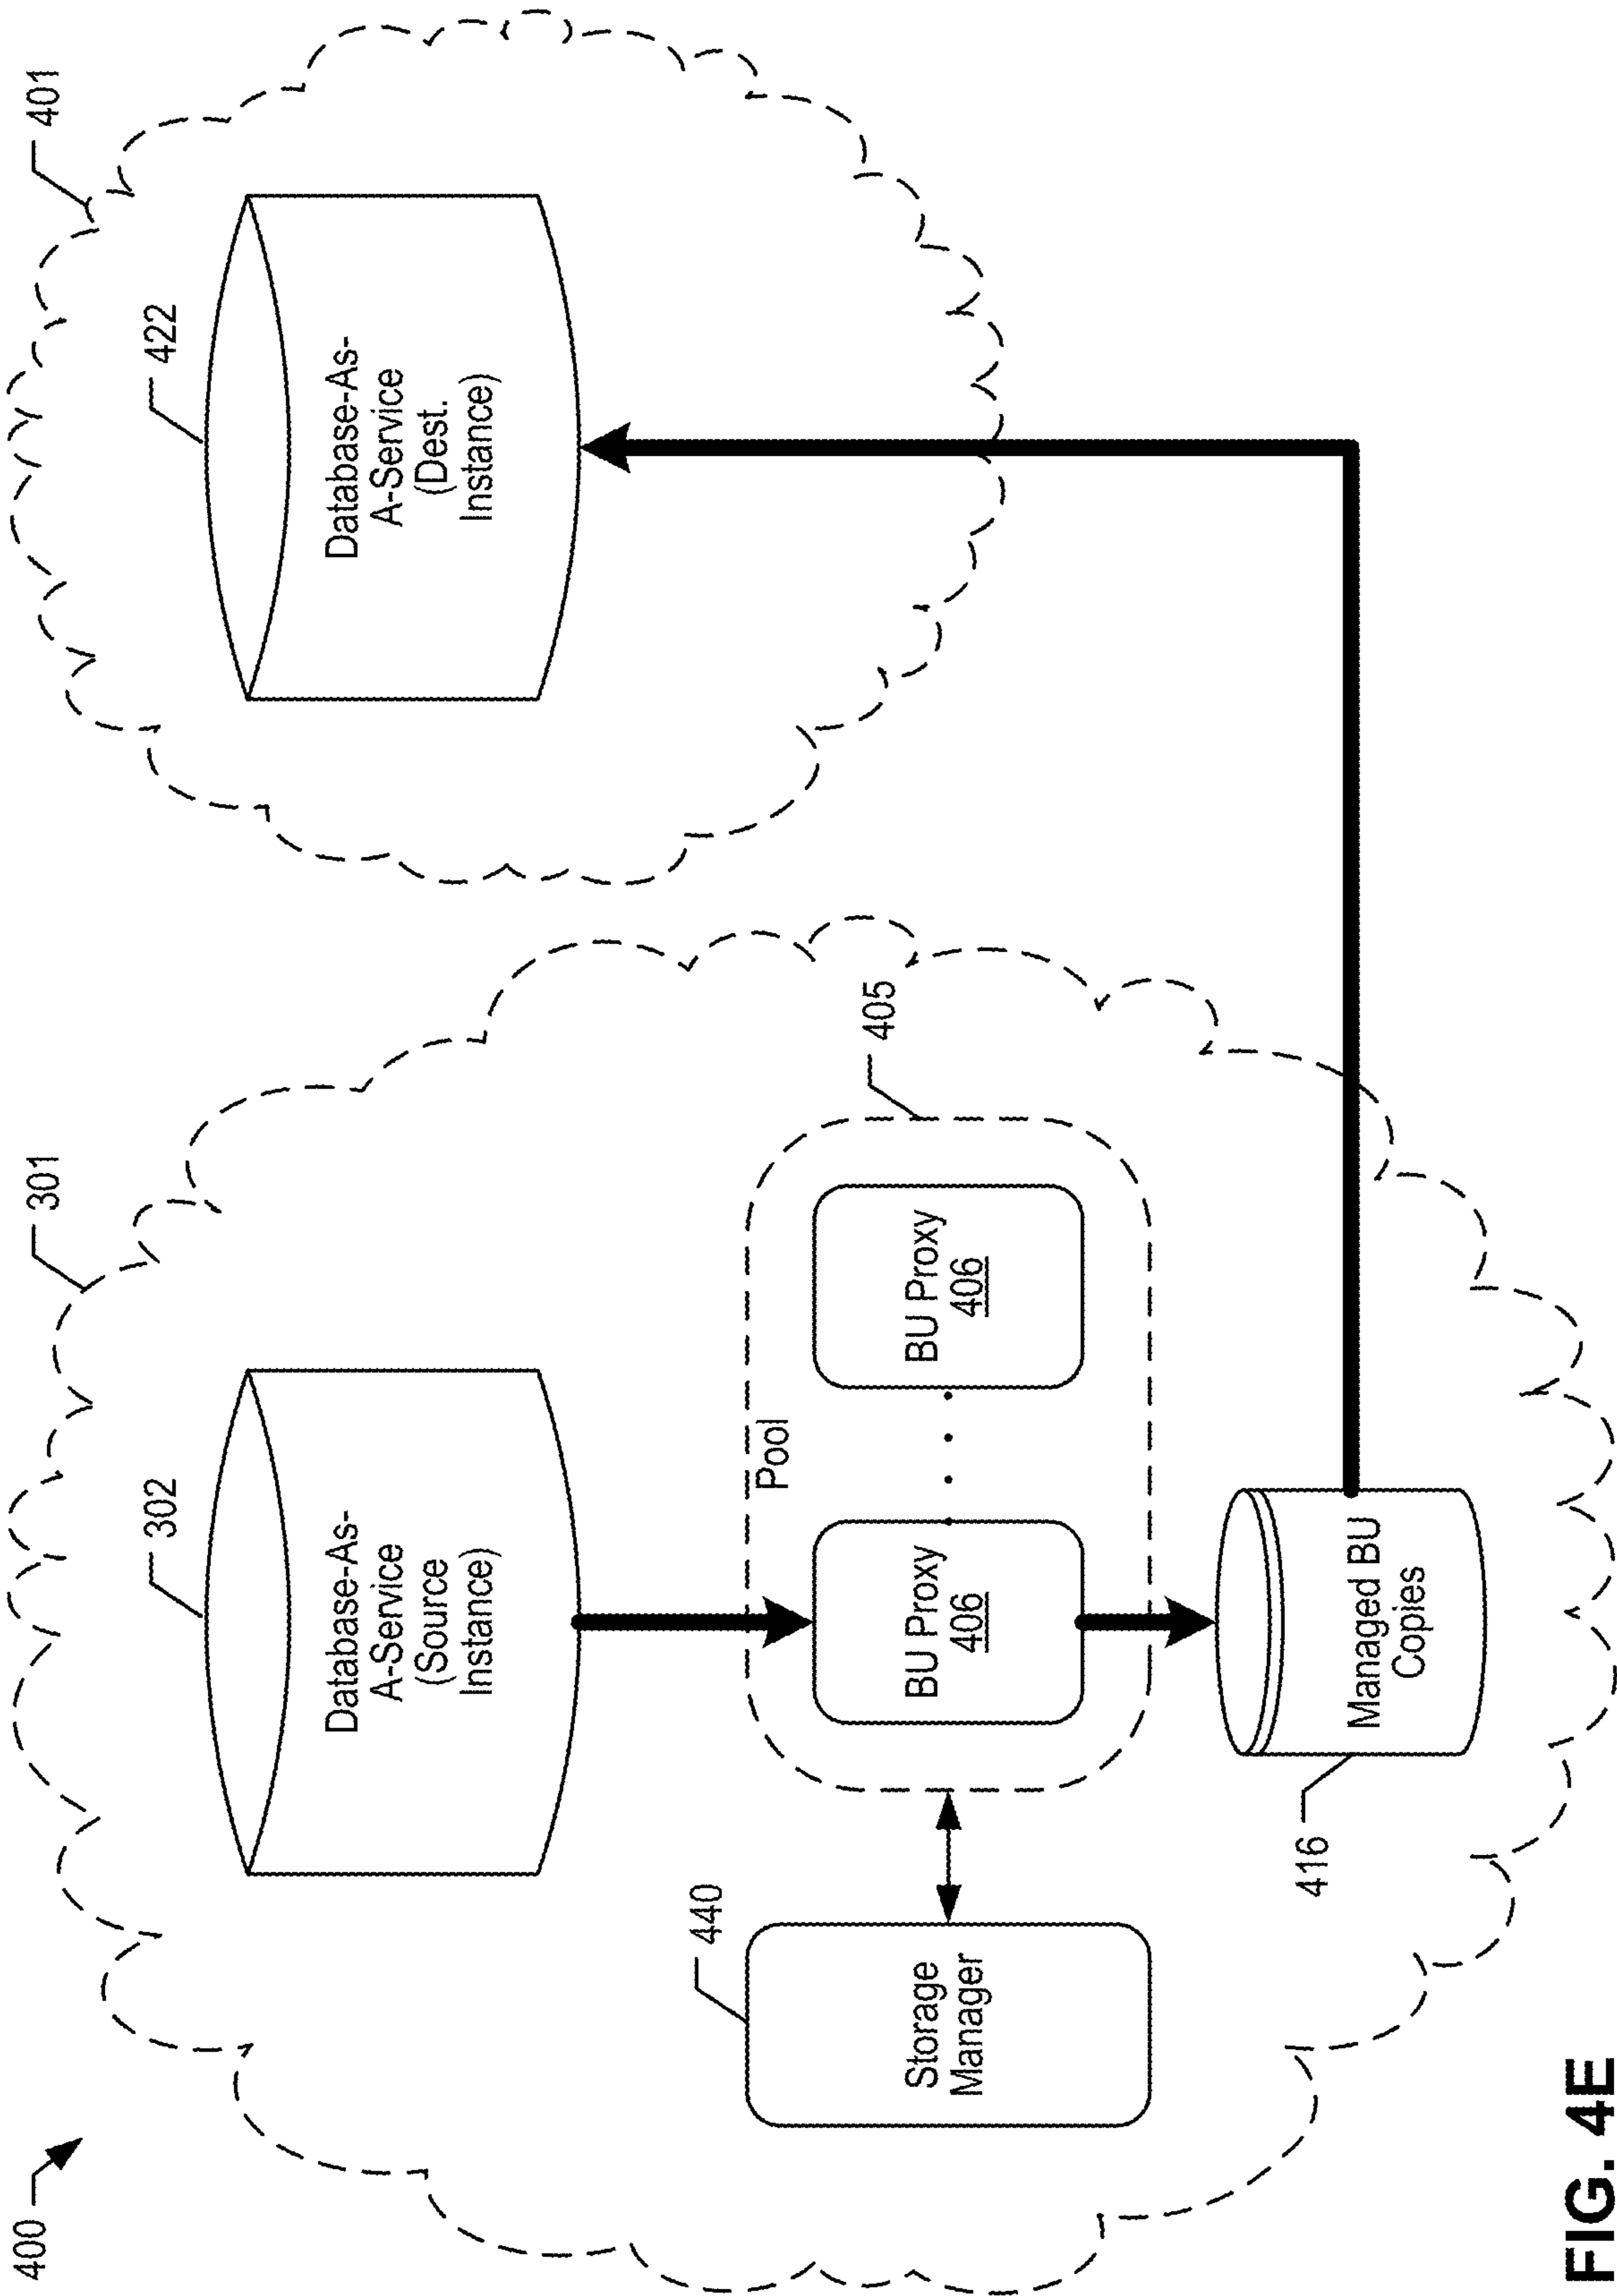 400
301
401
302
Database-As-
A-Service
(Source
Instance)
422
Database-As-
A-Service
(Dest.
Instance)
440
Storage
Manager
Pool
405
BU Proxy
406
BU Proxy
406
. . . .
416
Managed BU
Copies
FIG. 4E